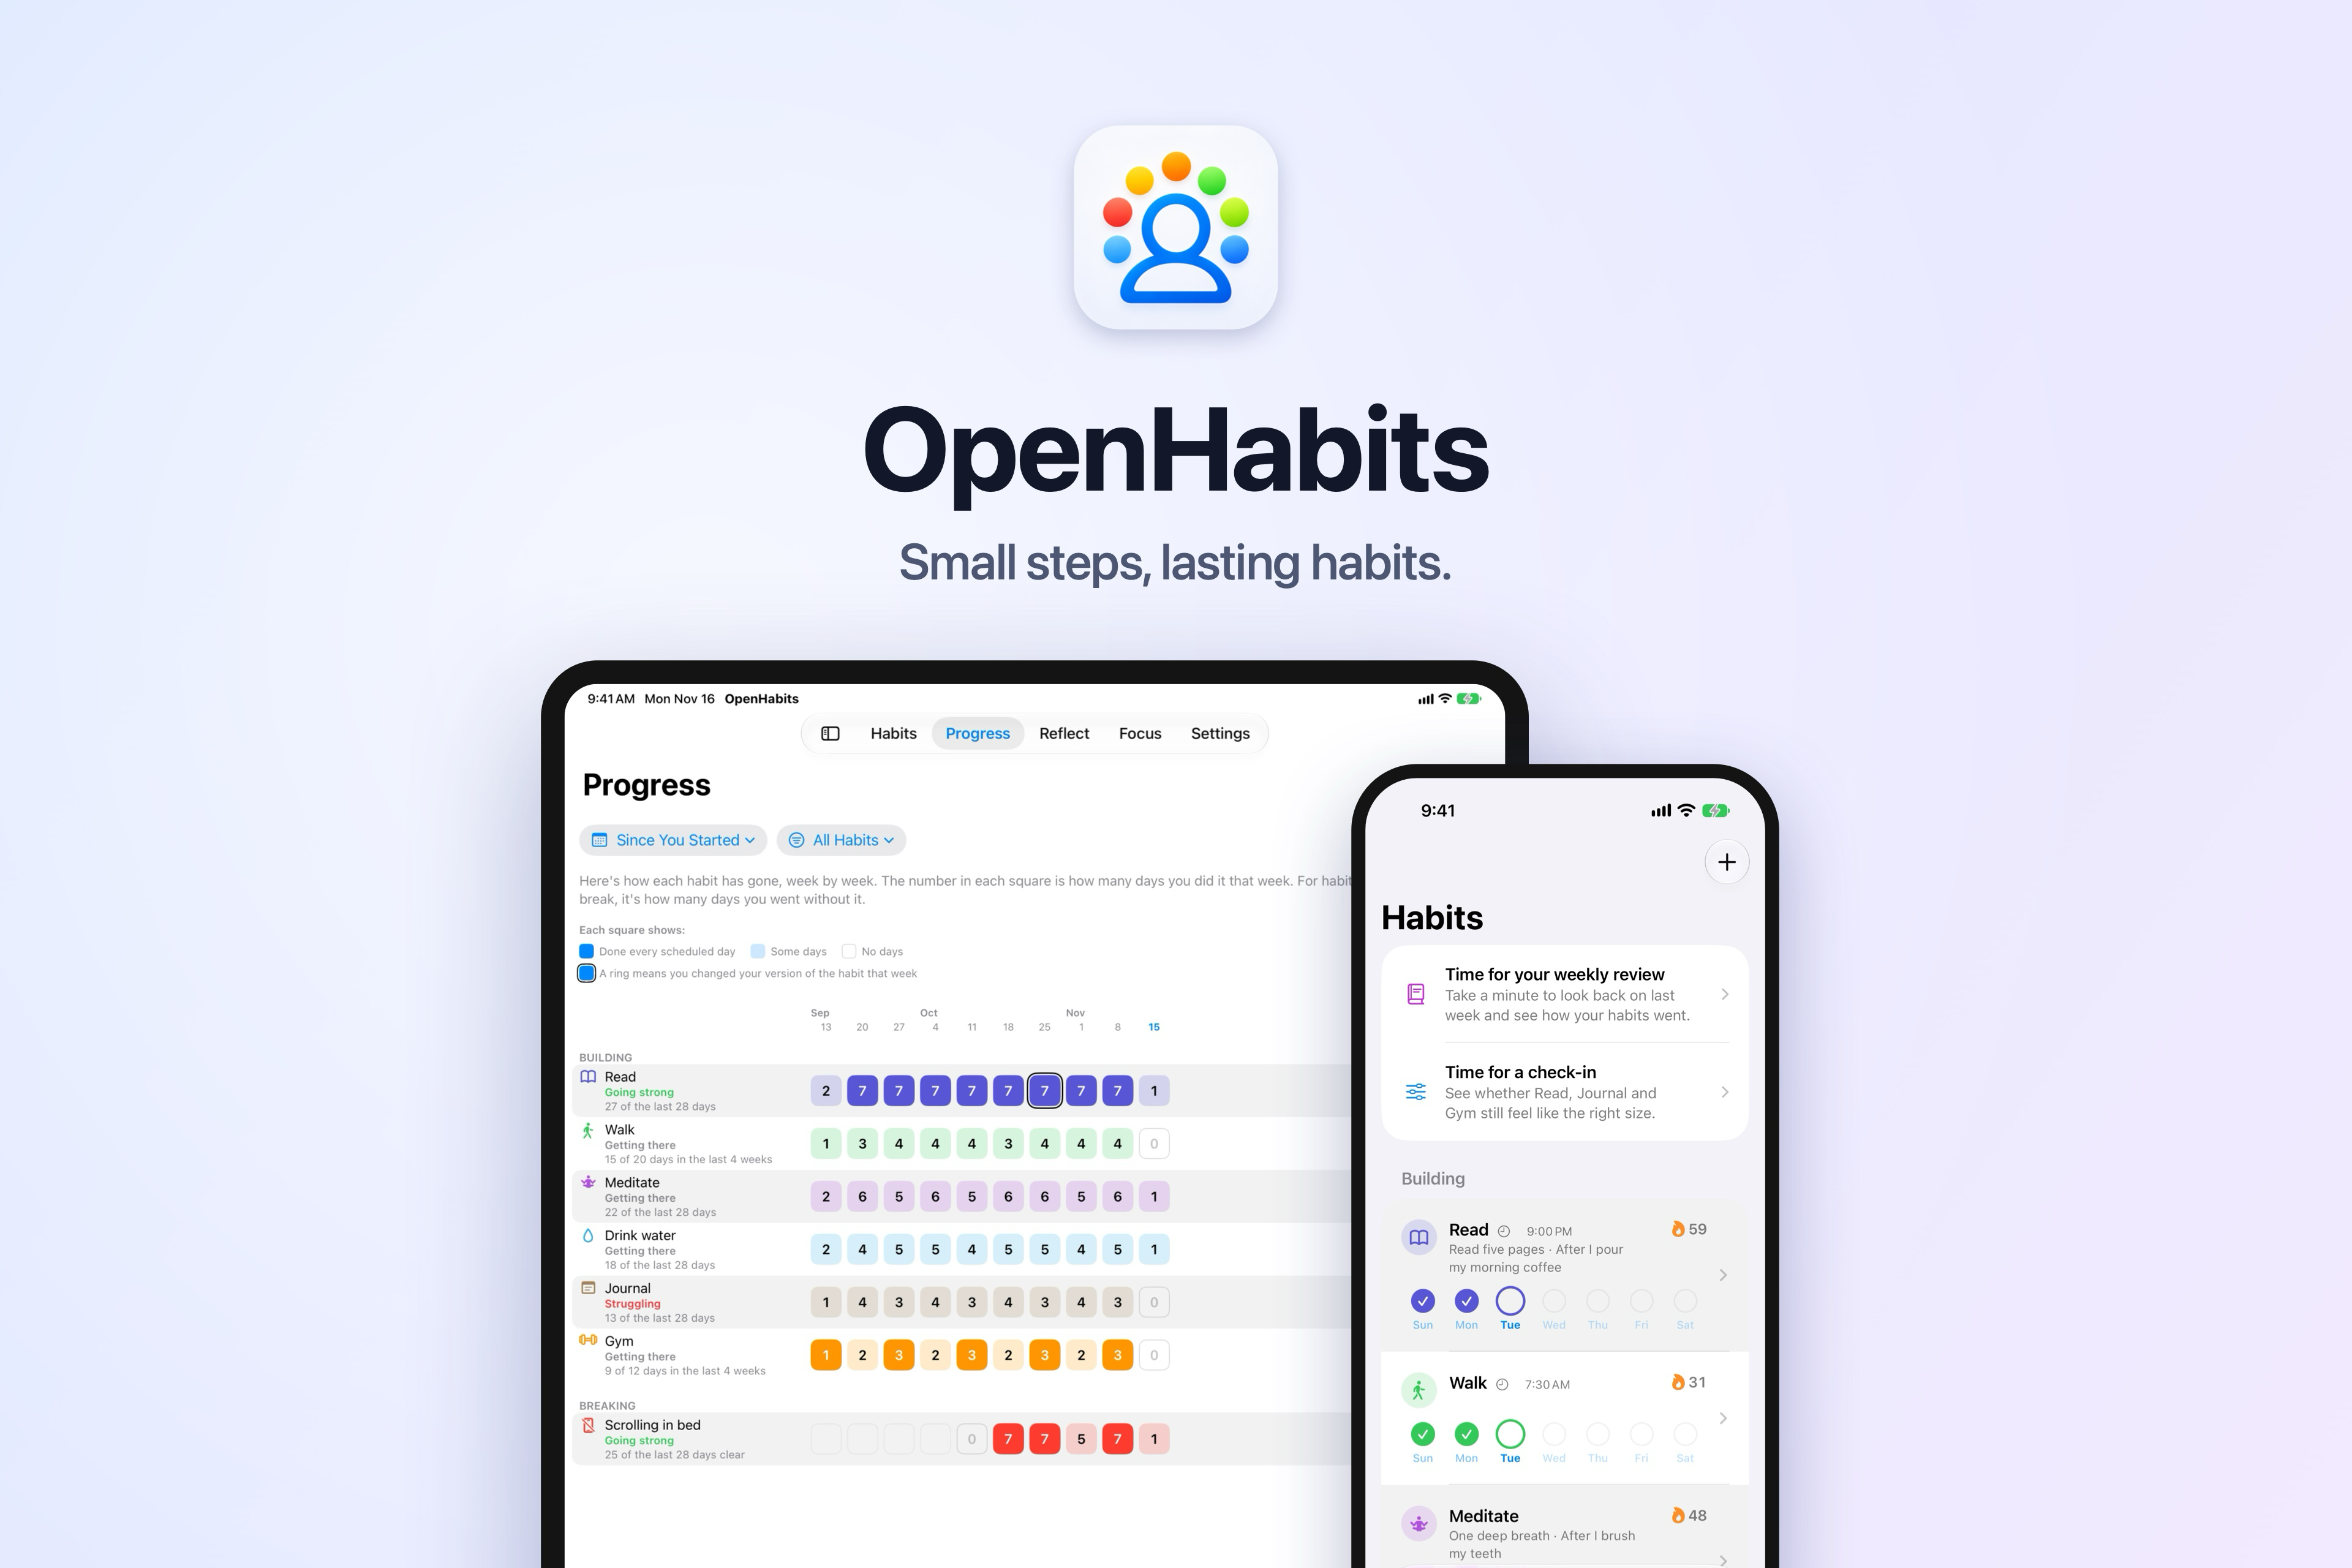 OpenHabits
Small steps, lasting habits.
9:41 AM Mon Nov 16 OpenHabits
Habits Progress Reflect Focus Settings
Progress
Since You Started All Habits
Here's how each habit has gone, week by week. The number in each square is how many days you did it that week. For habit
break, it's how many days you went without it.
Each square shows:
Done every scheduled day Some days No days
A ring means you changed your version of the habit that week
Sep Oct Nov
13 20 27 4 11 18 25 1 8 15
BUILDING
Read
Going strong
27 of the last 28 days
2 7 7 7 7 7 7 7 7 1
Walk
Getting there
15 of 20 days in the last 4 weeks
1 3 4 4 4 3 4 4 4 0
Meditate
Getting there
22 of the last 28 days
2 6 5 6 5 6 6 5 6 1
Drink water
Getting there
18 of the last 28 days
2 4 5 5 4 5 5 4 5 1
Journal
Struggling
13 of the last 28 days
1 4 3 4 3 4 3 4 3 0
Gym
Getting there
9 of 12 days in the last 4 weeks
1 2 3 2 3 2 3 2 3 0
BREAKING
Scrolling in bed
Going strong
25 of the last 28 days clear
0 7 7 5 7 1
9:41
Habits
Time for your weekly review
Take a minute to look back on last
week and see how your habits went.
Time for a check-in
See whether Read, Journal and
Gym still feel like the right size.
Building
Read 9:00 PM 59
Read five pages · After I pour
my morning coffee
Sun Mon Tue Wed Thu Fri Sat
Walk 7:30 AM 31
Sun Mon Tue Wed Thu Fri Sat
Meditate 48
One deep breath · After I brush
my teeth